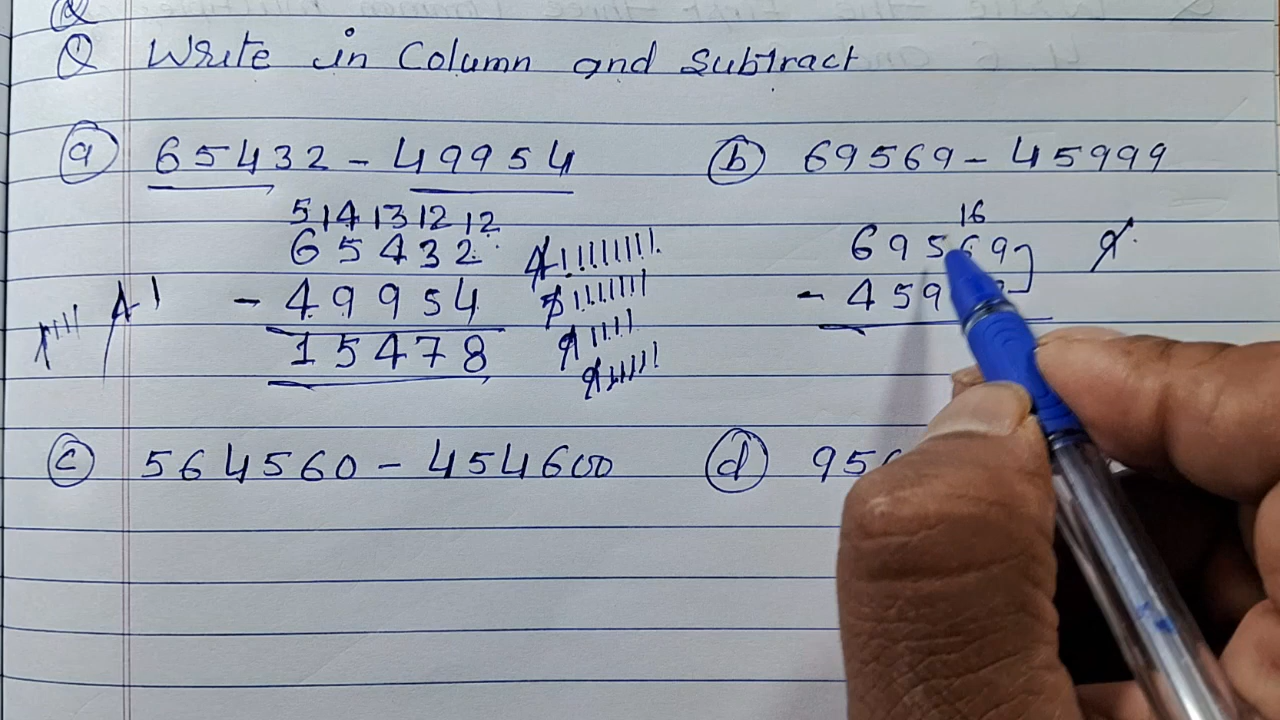 Q Write in Column and Subtract
a 65432 - 49954
b 69569 - 45999
5 14 13 12 12
65432
- 49954
15478
16
69569
- 459
c 564560 - 454600
d 95